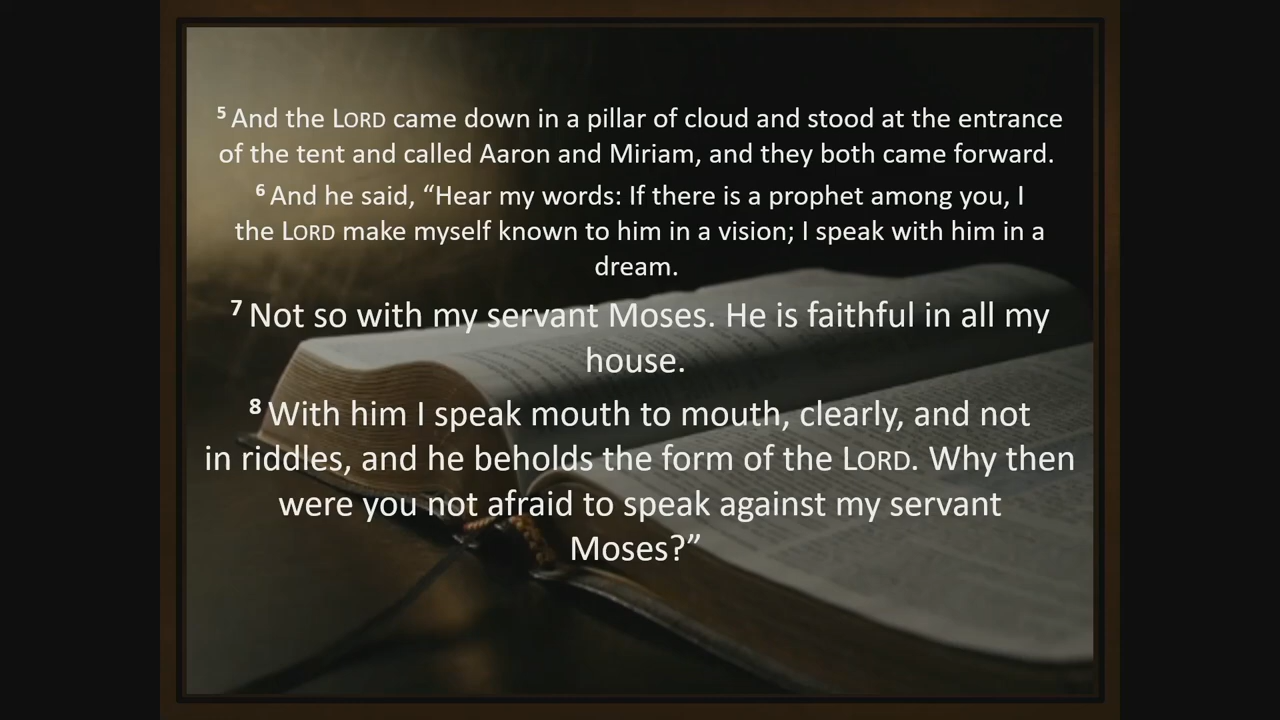 5 And the LORD came down in a pillar of cloud and stood at the entrance
of the tent and called Aaron and Miriam, and they both came forward.
6 And he said, “Hear my words: If there is a prophet among you, I
the LORD make myself known to him in a vision; I speak with him in a
dream.
7 Not so with my servant Moses. He is faithful in all my
house.
8 With him I speak mouth to mouth, clearly, and not
in riddles, and he beholds the form of the LORD. Why then
were you not afraid to speak against my servant
Moses?”